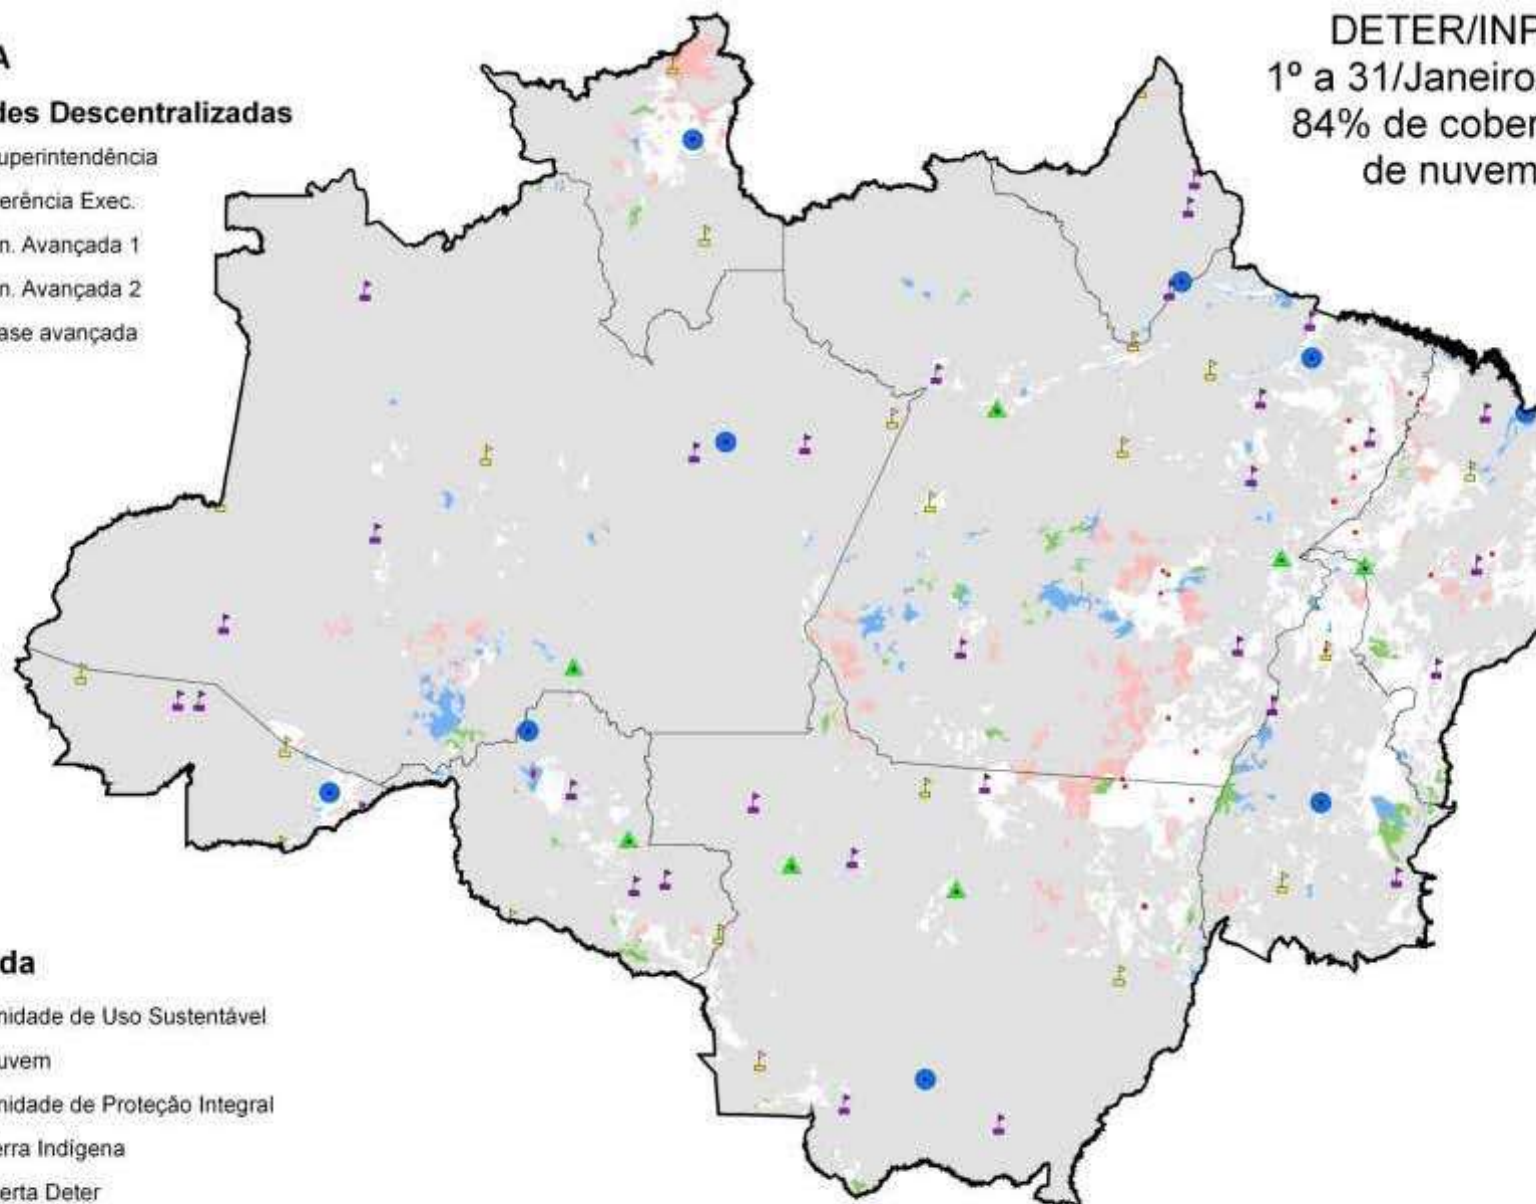 A
des Descentralizadas
uperintendência
erência Exec.
n. Avançada 1
n. Avançada 2
ase avançada
DETER/INP
1º a 31/Janeiro/
84% de cober
de nuvem
da
nidade de Uso Sustentável
uvem
nidade de Proteção Integral
erra Indígena
erta Deter